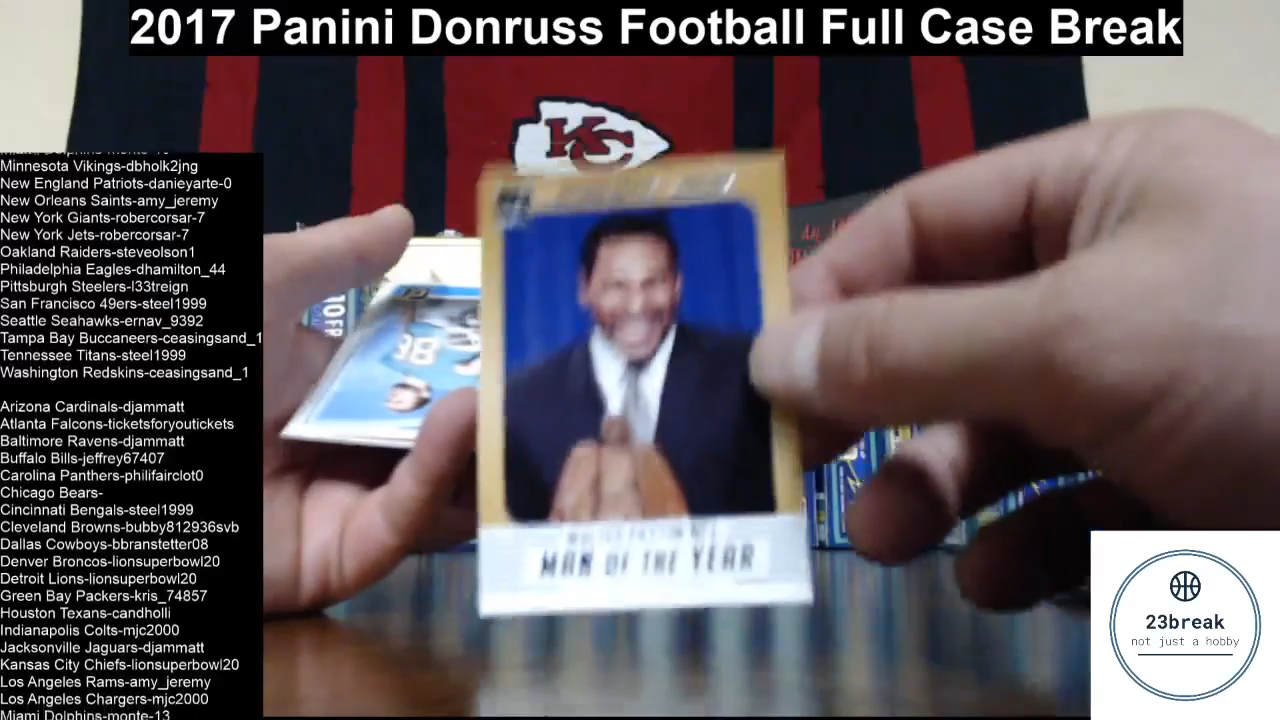 2017 Panini Donruss Football Full Case Break
Minnesota Vikings-dbholk2jng
New England Patriots-danieyarte-0
New Orleans Saints-amy_jeremy
New York Giants-robercorsar-7
New York Jets-robercorsar-7
Oakland Raiders-steveolson1
Philadelphia Eagles-dhamilton_44
Pittsburgh Steelers-l33treign
San Francisco 49ers-steel1999
Seattle Seahawks-ernav_9392
Tampa Bay Buccaneers-ceasingsand_1
Tennessee Titans-steel1999
Washington Redskins-ceasingsand_1
Arizona Cardinals-djammatt
Atlanta Falcons-ticketsforyoutickets
Baltimore Ravens-djammatt
Buffalo Bills-jeffrey67407
Carolina Panthers-philifairclot0
Chicago Bears-
Cincinnati Bengals-steel1999
Cleveland Browns-bubby812936svb
Dallas Cowboys-bbranstetter08
Denver Broncos-lionsuperbowl20
Detroit Lions-lionsuperbowl20
Green Bay Packers-kris_74857
Houston Texans-candholli
Indianapolis Colts-mjc2000
Jacksonville Jaguars-djammatt
Kansas City Chiefs-lionsuperbowl20
Los Angeles Rams-amy_jeremy
Los Angeles Chargers-mjc2000
Miami Dolphins-monte-13
KC
98
MAN OF THE YEAR
23break
not just a hobby